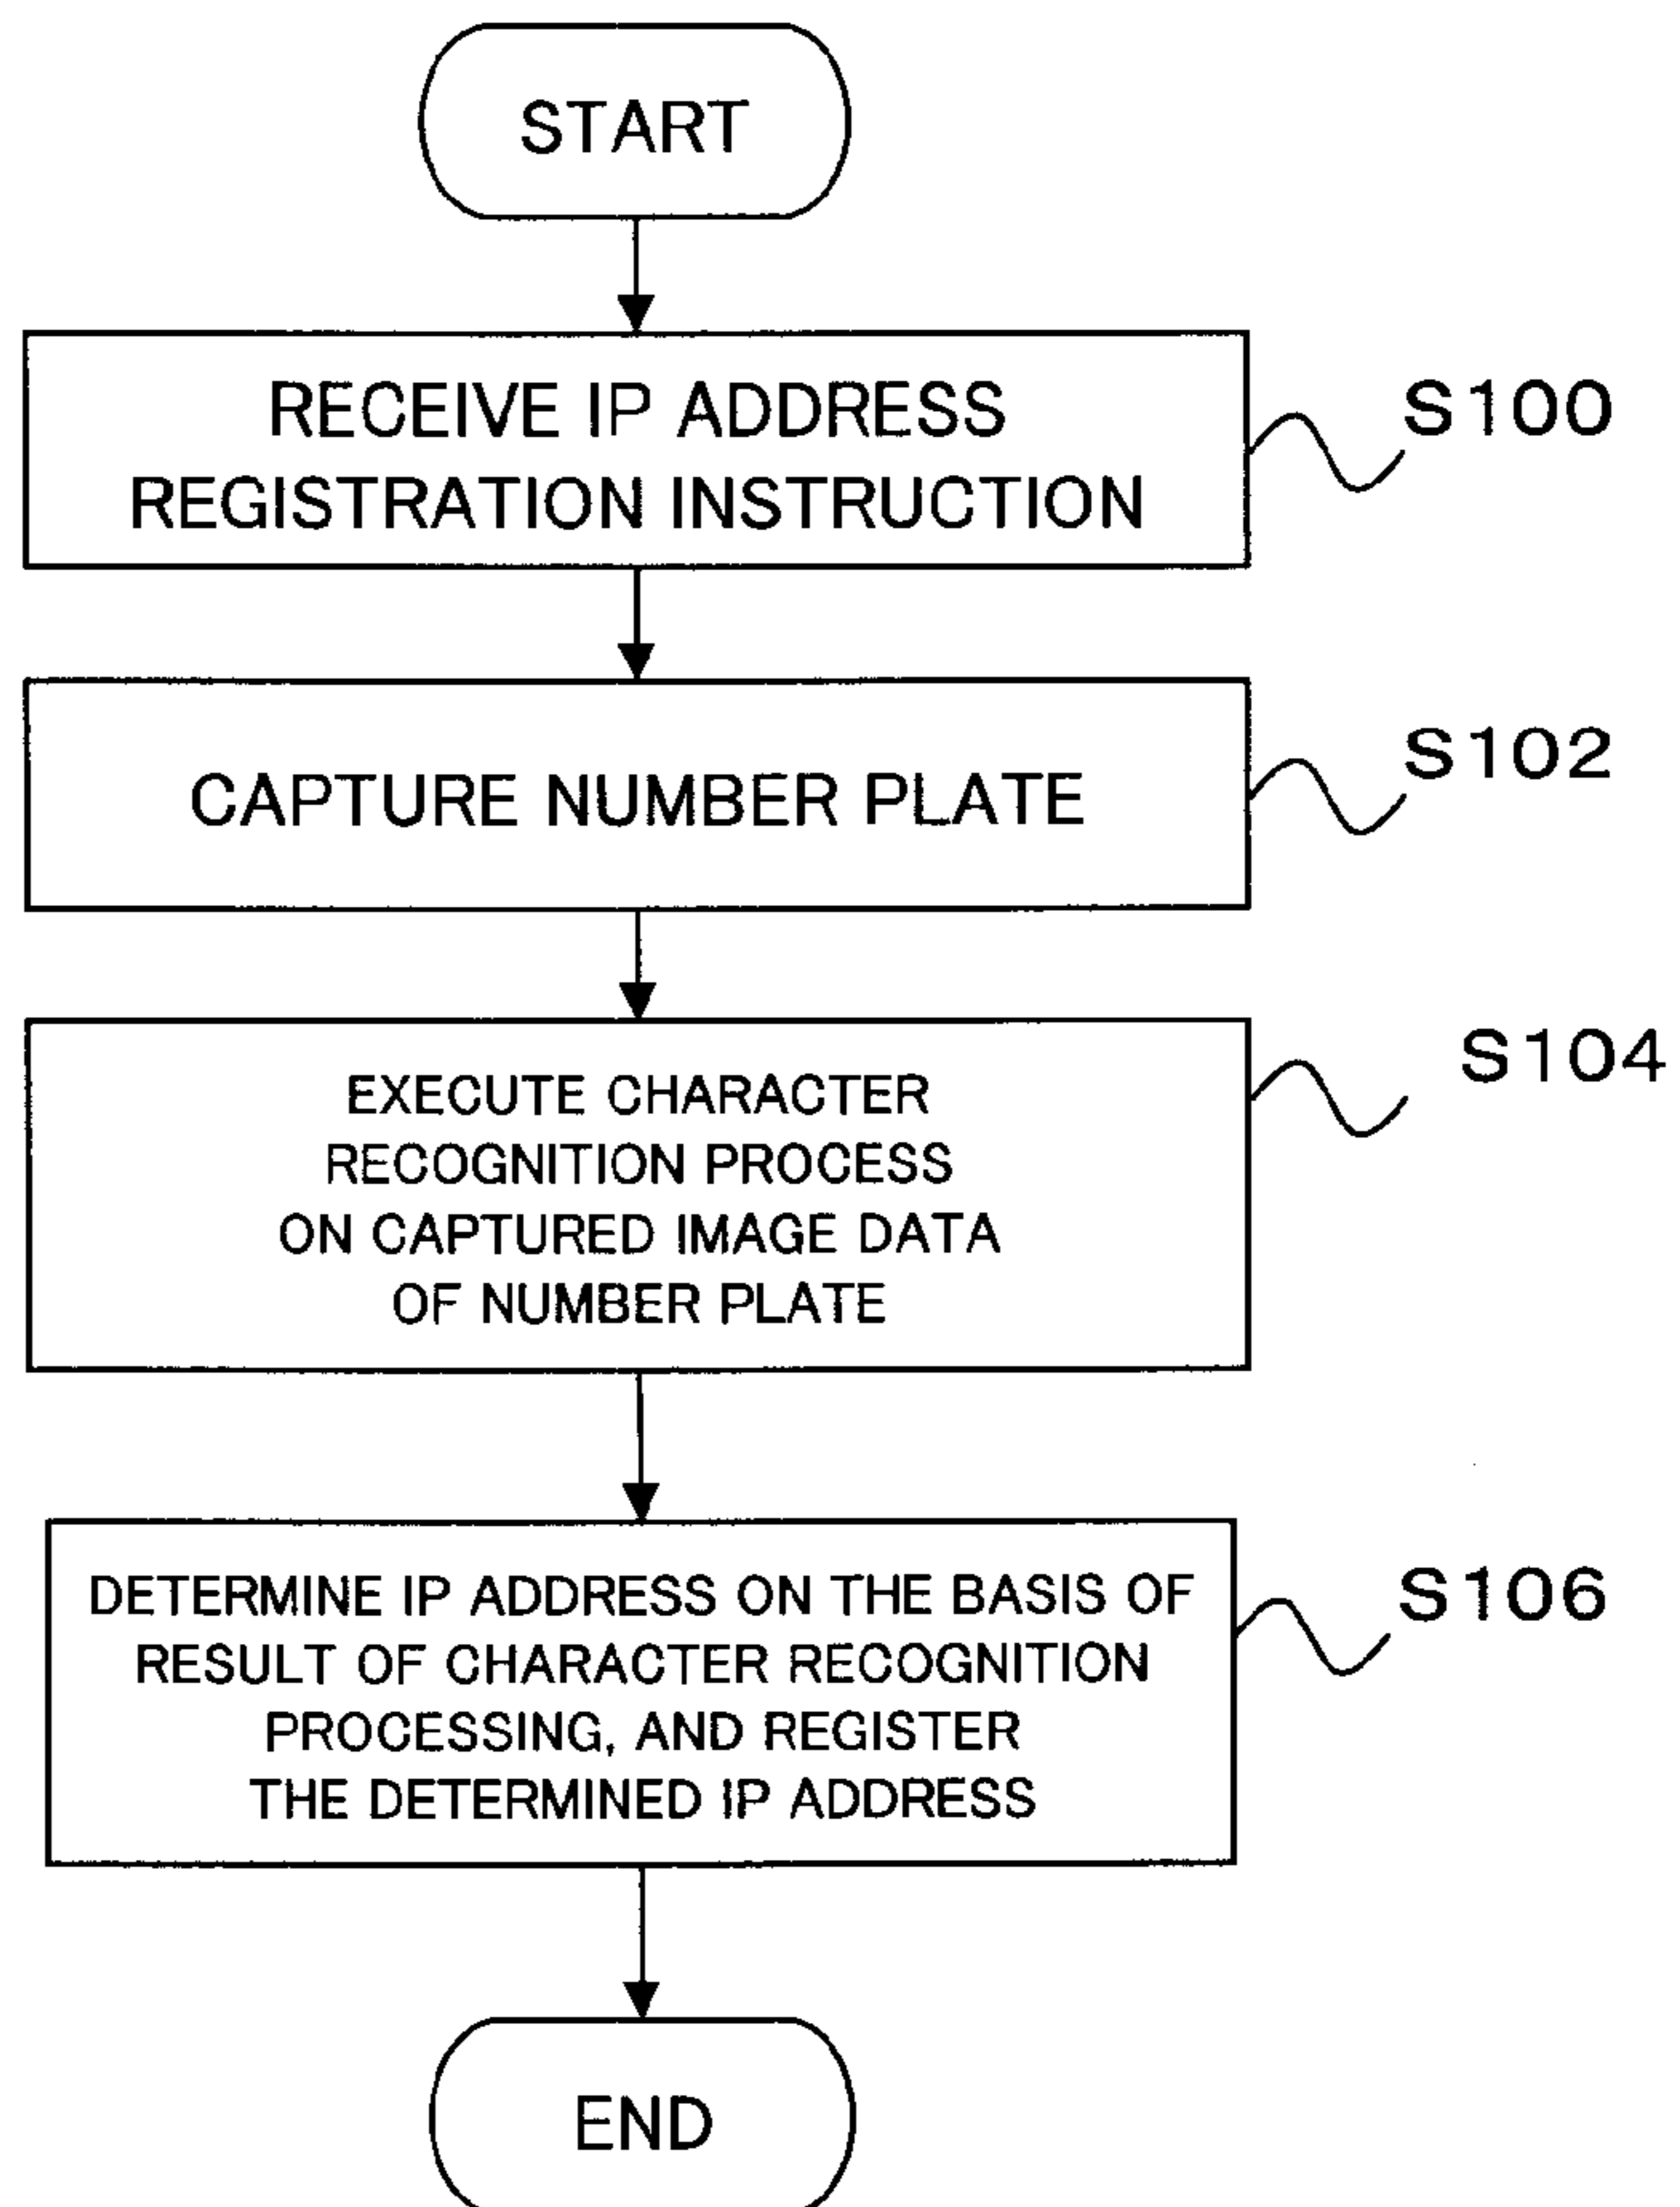 START
RECEIVE IP ADDRESS
REGISTRATION INSTRUCTION
S100
CAPTURE NUMBER PLATE
S102
EXECUTE CHARACTER
RECOGNITION PROCESS
ON CAPTURED IMAGE DATA
OF NUMBER PLATE
S104
DETERMINE IP ADDRESS ON THE BASIS OF
RESULT OF CHARACTER RECOGNITION
PROCESSING, AND REGISTER
THE DETERMINED IP ADDRESS
S106
END